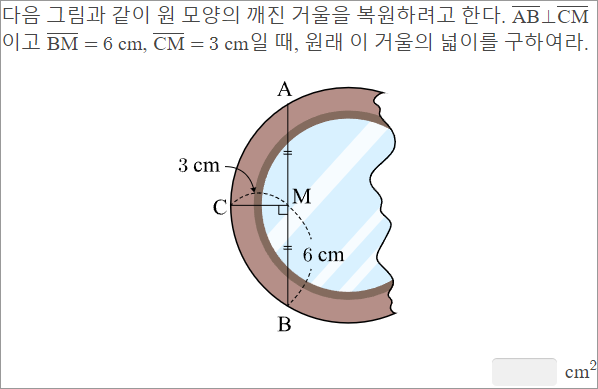 다음 그림과 같이 원 모양의 깨진 거울을 복원하려고 한다. AB⊥CM
이고 BM = 6 cm, CM = 3 cm일 때, 원래 이 거울의 넓이를 구하여라.
A
3 cm
C
M
6 cm
B
cm²